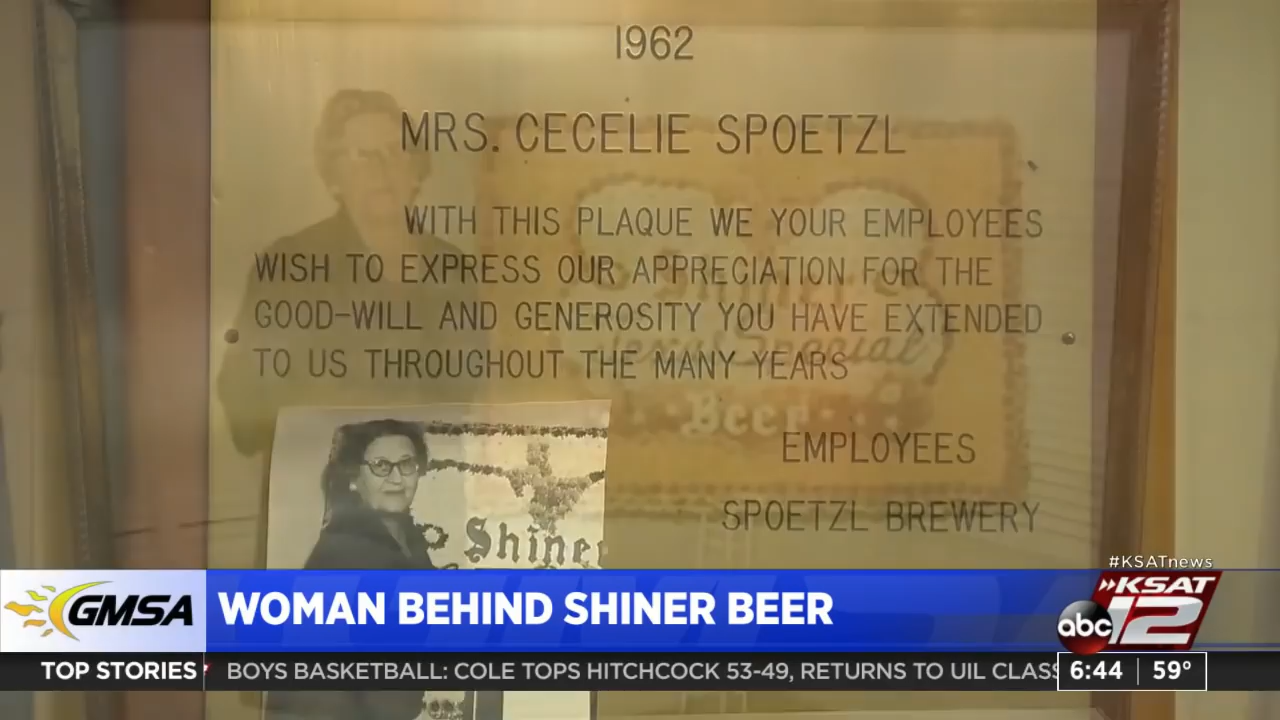 1962
MRS. CECELIE SPOETZL
WITH THIS PLAQUE WE YOUR EMPLOYEES
WISH TO EXPRESS OUR APPRECIATION FOR THE
GOOD-WILL AND GENEROSITY YOU HAVE EXTENDED
TO US THROUGHOUT THE MANY YEARS
Texas Special
Beer
EMPLOYEES
SPOETZL BREWERY
Shiner
#KSATnews
GMSA
WOMAN BEHIND SHINER BEER
KSAT
abc 12
TOP STORIES
BOYS BASKETBALL: COLE TOPS HITCHCOCK 53-49, RETURNS TO UIL CLASS
6:44 59°